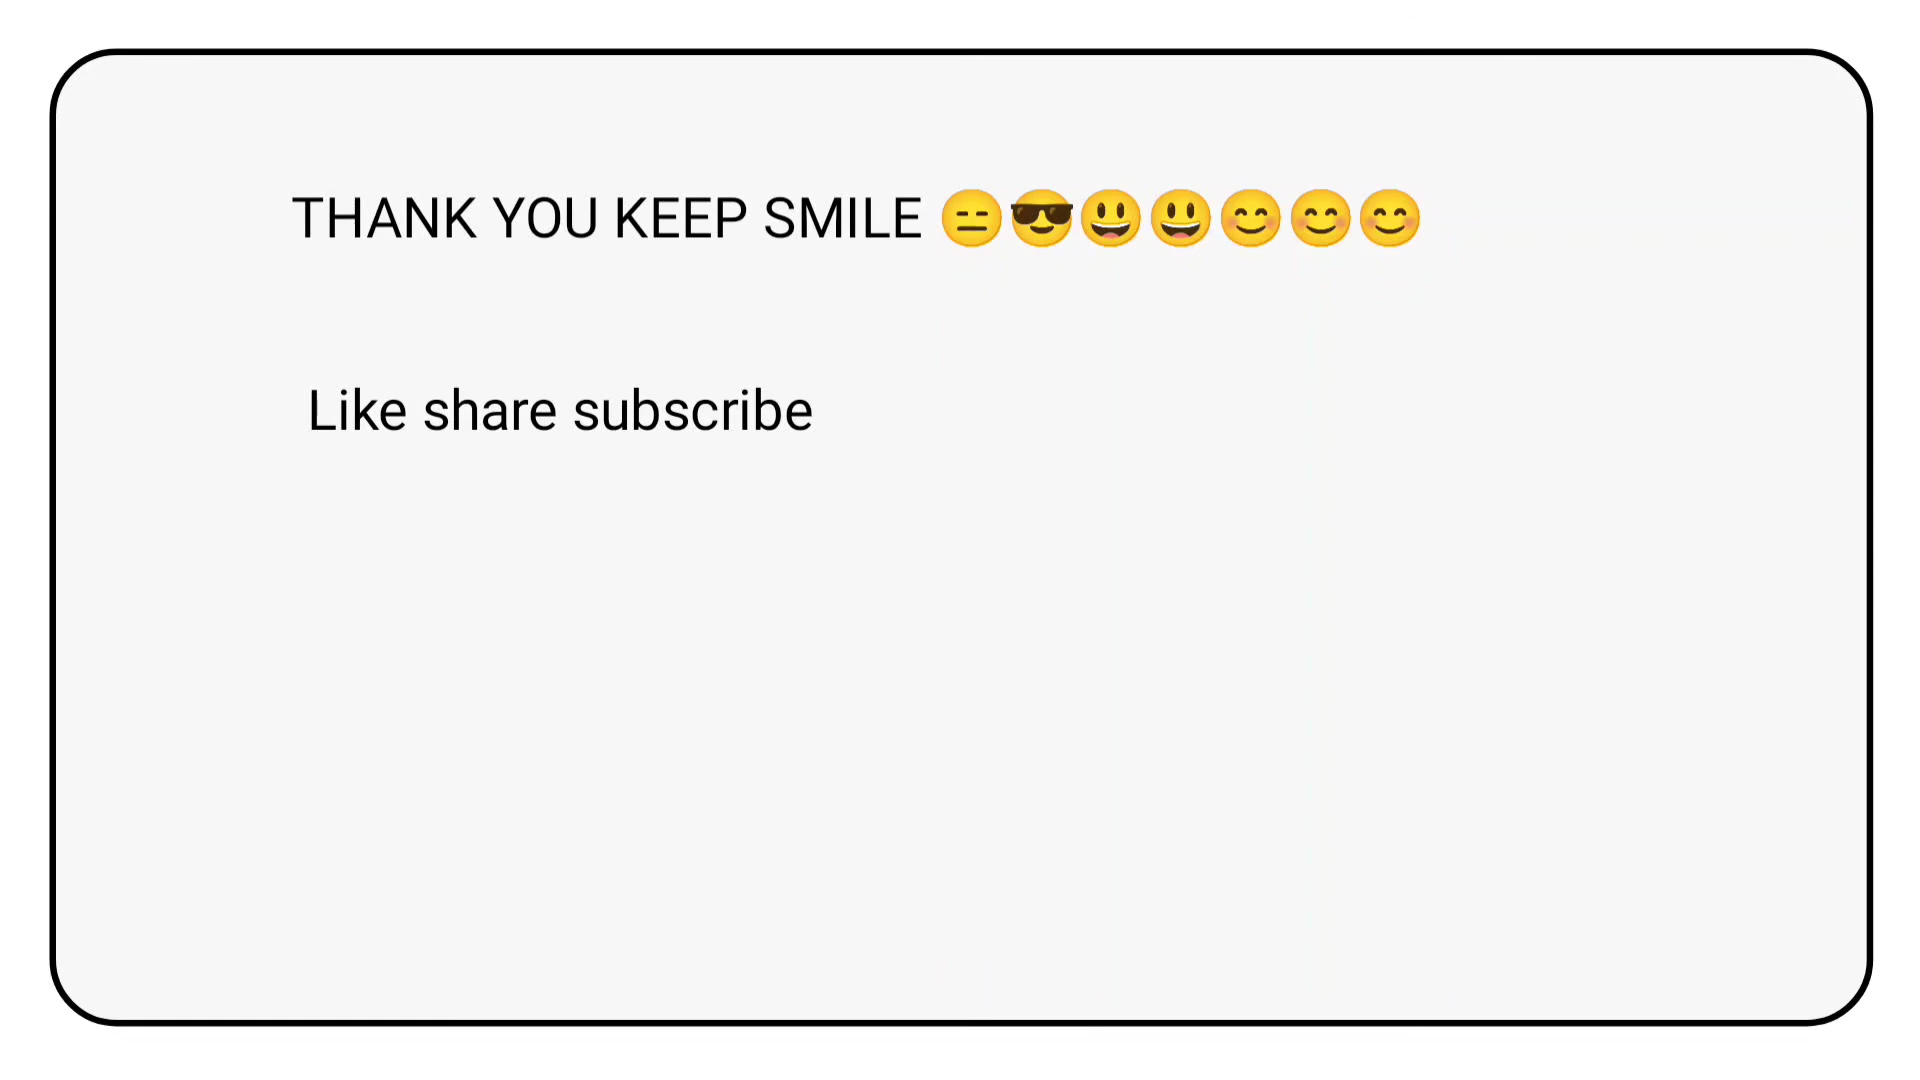 THANK YOU KEEP SMILE 😑😎😃😃😊😊😊
Like share subscribe